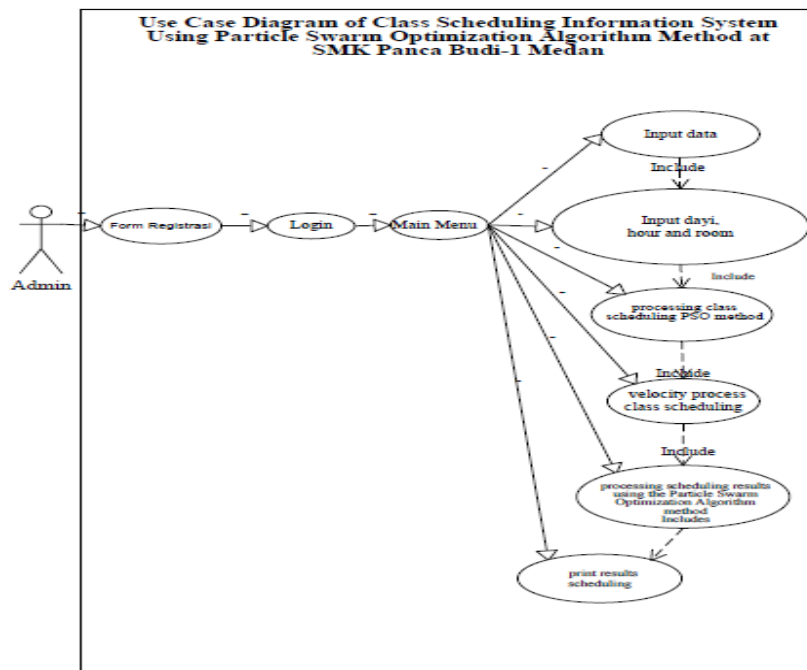 Use Case Diagram of Class Scheduling Information System
Using Particle Swarm Optimization Algorithm Method at
SMK Panca Budi-1 Medan
Input data
Include
Admin
Form Registrasi
Login
Main Menu
Input dayi,
hour and room
Include
processing class
scheduling PSO method
Include
velocity process
class scheduling
Include
processing scheduling results
using the Particle Swarm
Optimization Algorithm
method
Includes
print results
scheduling